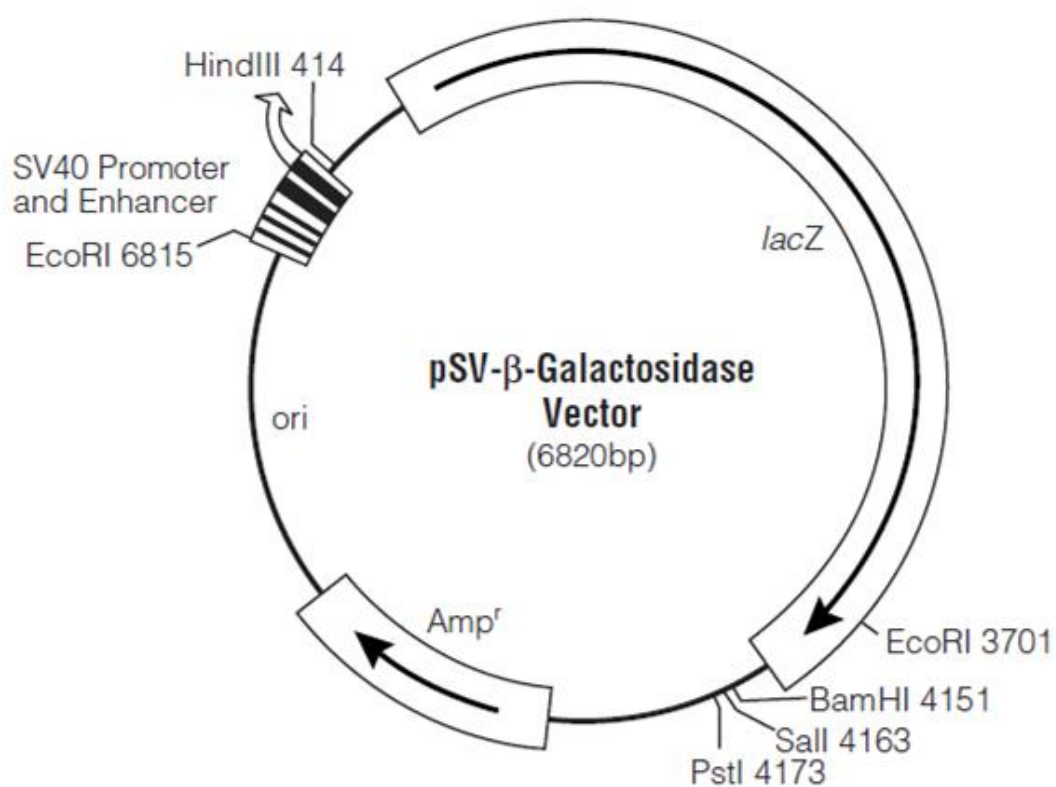 HindIII 414
SV40 Promoter
and Enhancer
EcoRI 6815
lacZ
pSV-β-Galactosidase
Vector
(6820bp)
ori
Ampʳ
EcoRI 3701
BamHI 4151
SalI 4163
PstI 4173